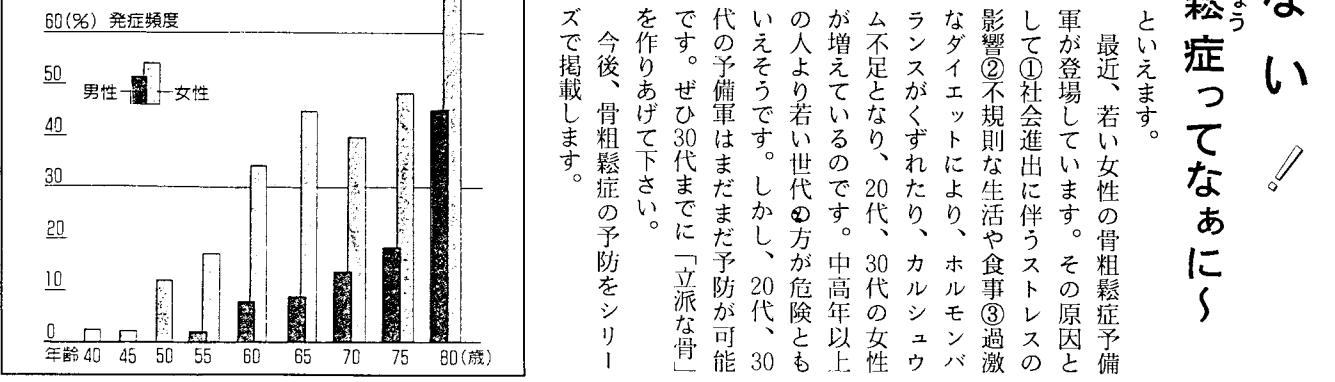 ない！
鬆症ってなぁに〜
ょう
といえます。
最近、若い女性の骨粗鬆症予備
軍が登場しています。その原因と
して①社会進出に伴うストレスの
影響②不規則な生活や食事③過激
なダイエットにより、ホルモンバ
ランスがくずれたり、カルシュウ
ム不足となり、20代、30代の女性
が増えているのです。中高年以上
の人より若い世代の方が危険とも
いえそうです。しかし、20代、30
代の予備軍はまだまだ予防が可能
です。ぜひ30代までに「立派な骨」
を作りあげて下さい。
今後、骨粗鬆症の予防をシリー
ズで掲載します。
60(%) 発症頻度
50
男性 女性
40
30
20
10
0
年齢 40 45 50 55 60 65 70 75 80(歳)